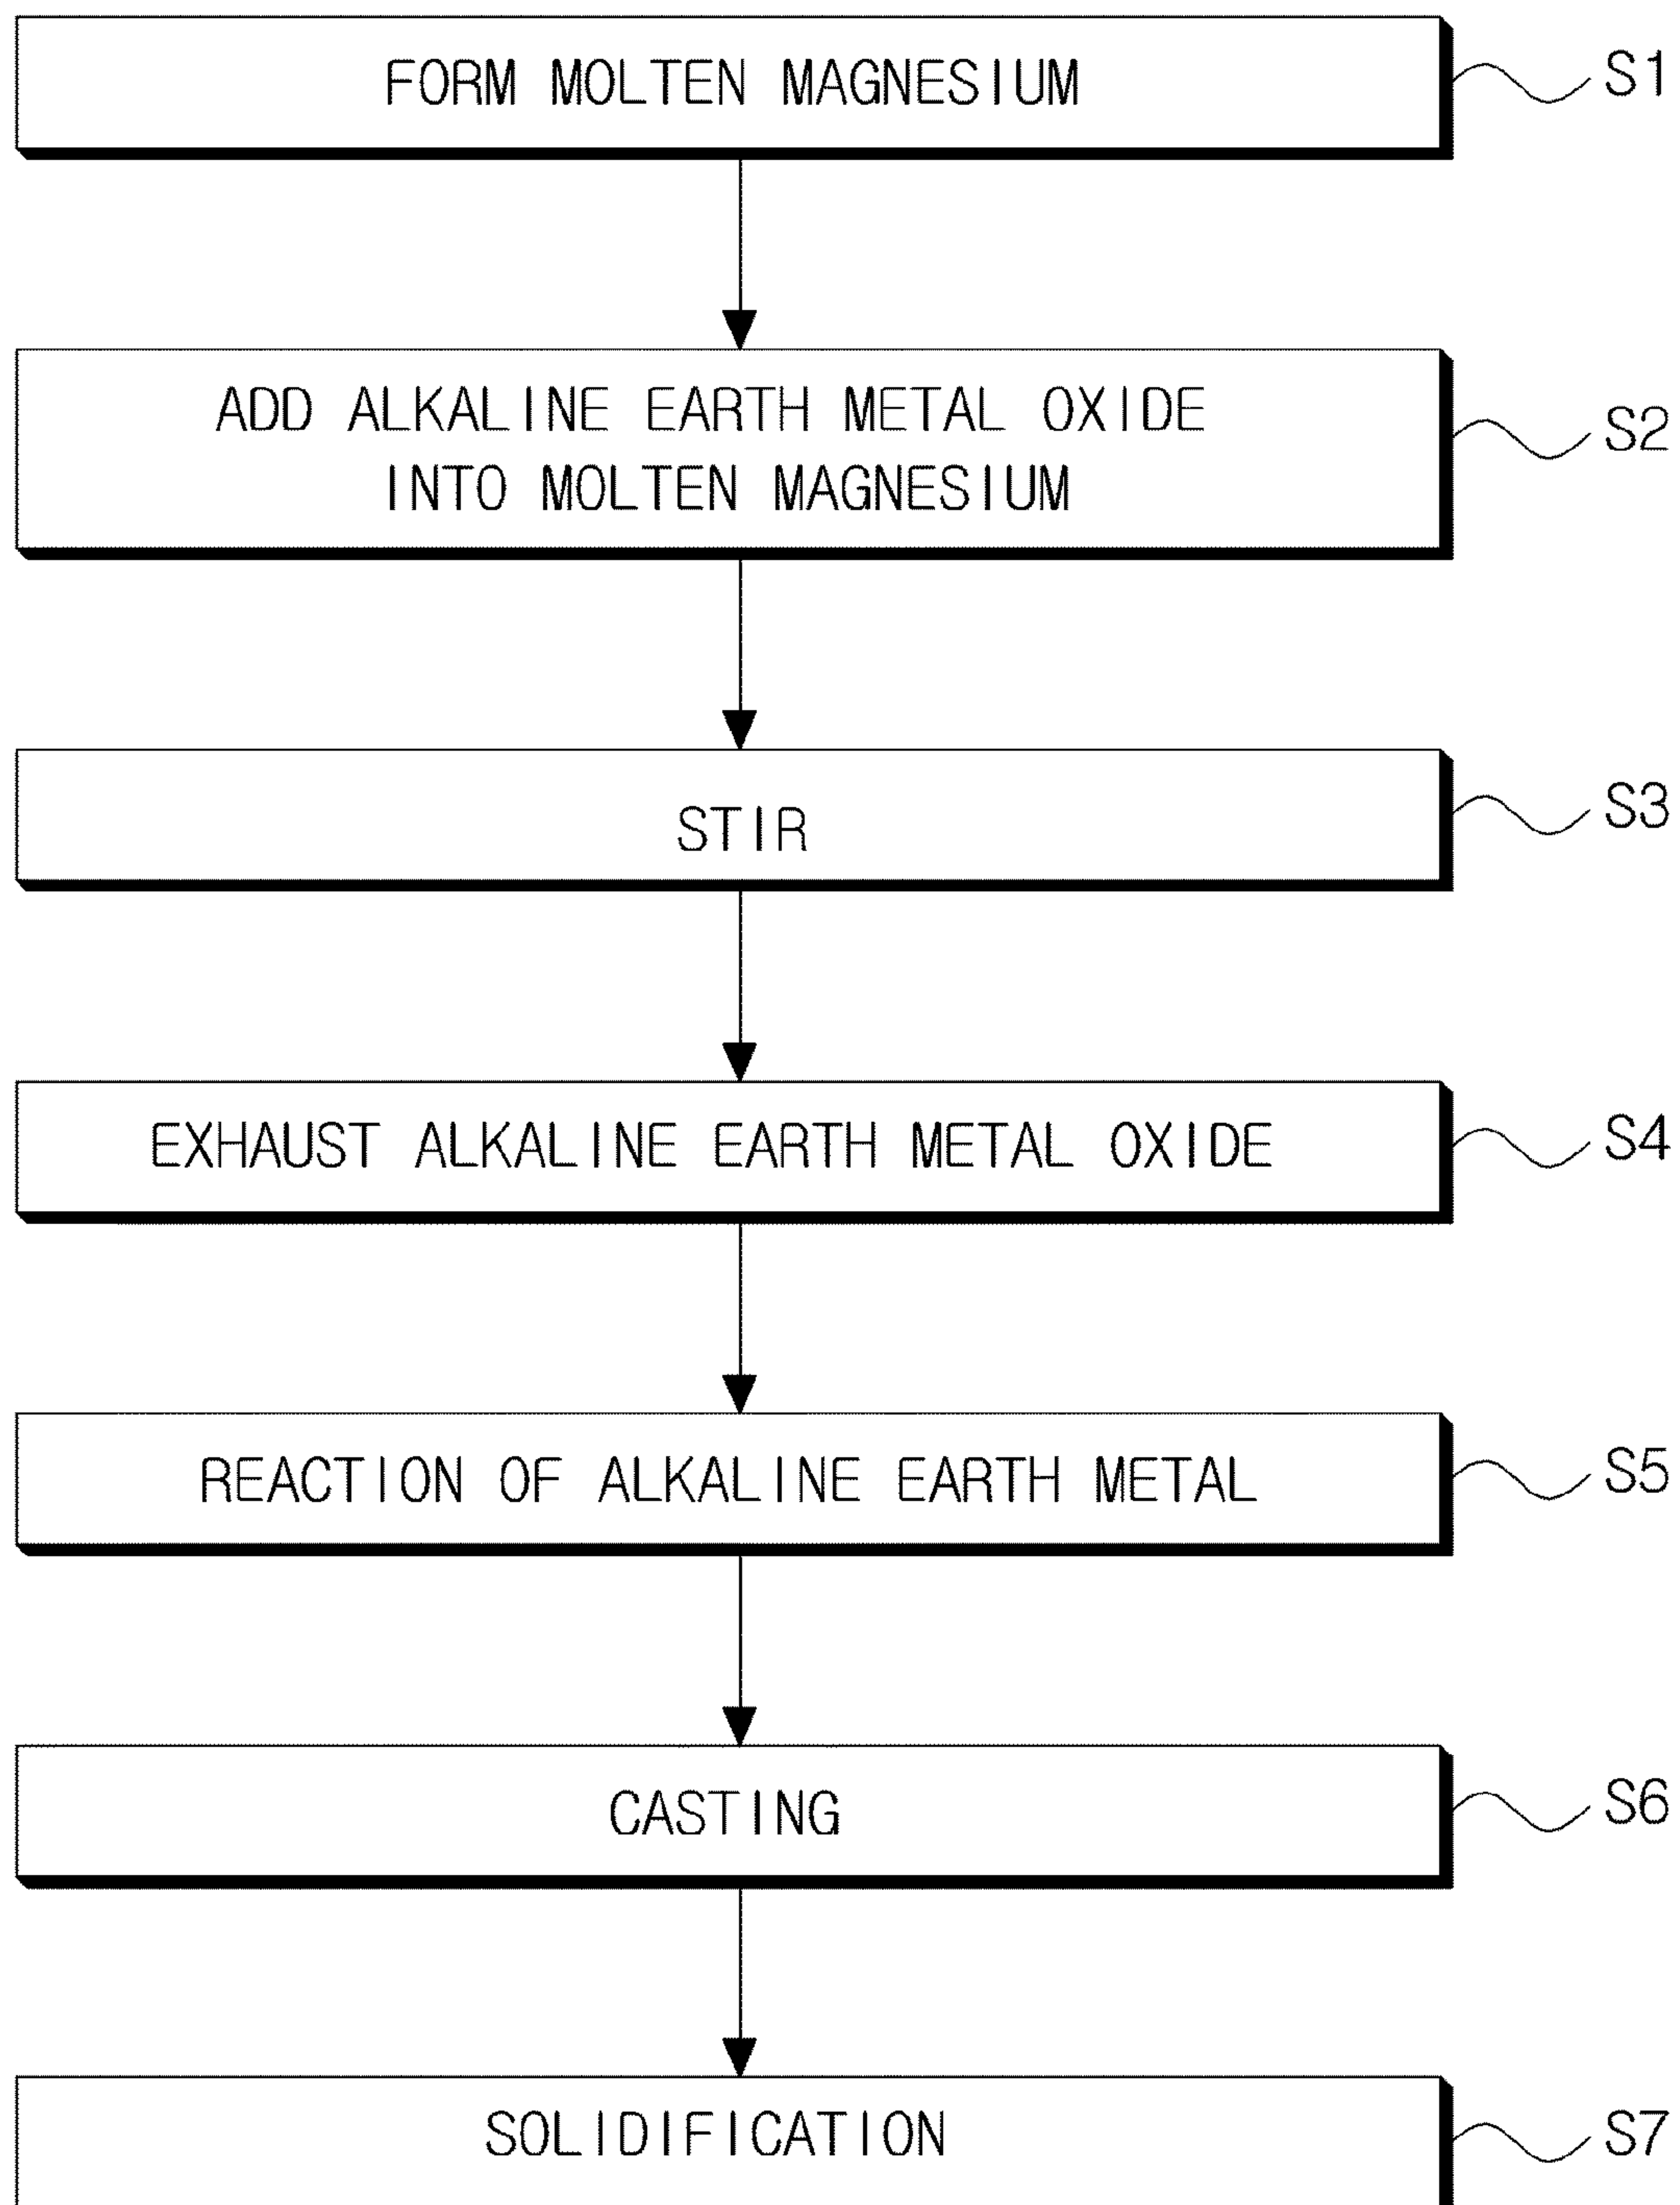 FORM MOLTEN MAGNESIUM
S1
ADD ALKALINE EARTH METAL OXIDE
INTO MOLTEN MAGNESIUM
S2
STIR
S3
EXHAUST ALKALINE EARTH METAL OXIDE
S4
REACTION OF ALKALINE EARTH METAL
S5
CASTING
S6
SOLIDIFICATION
S7